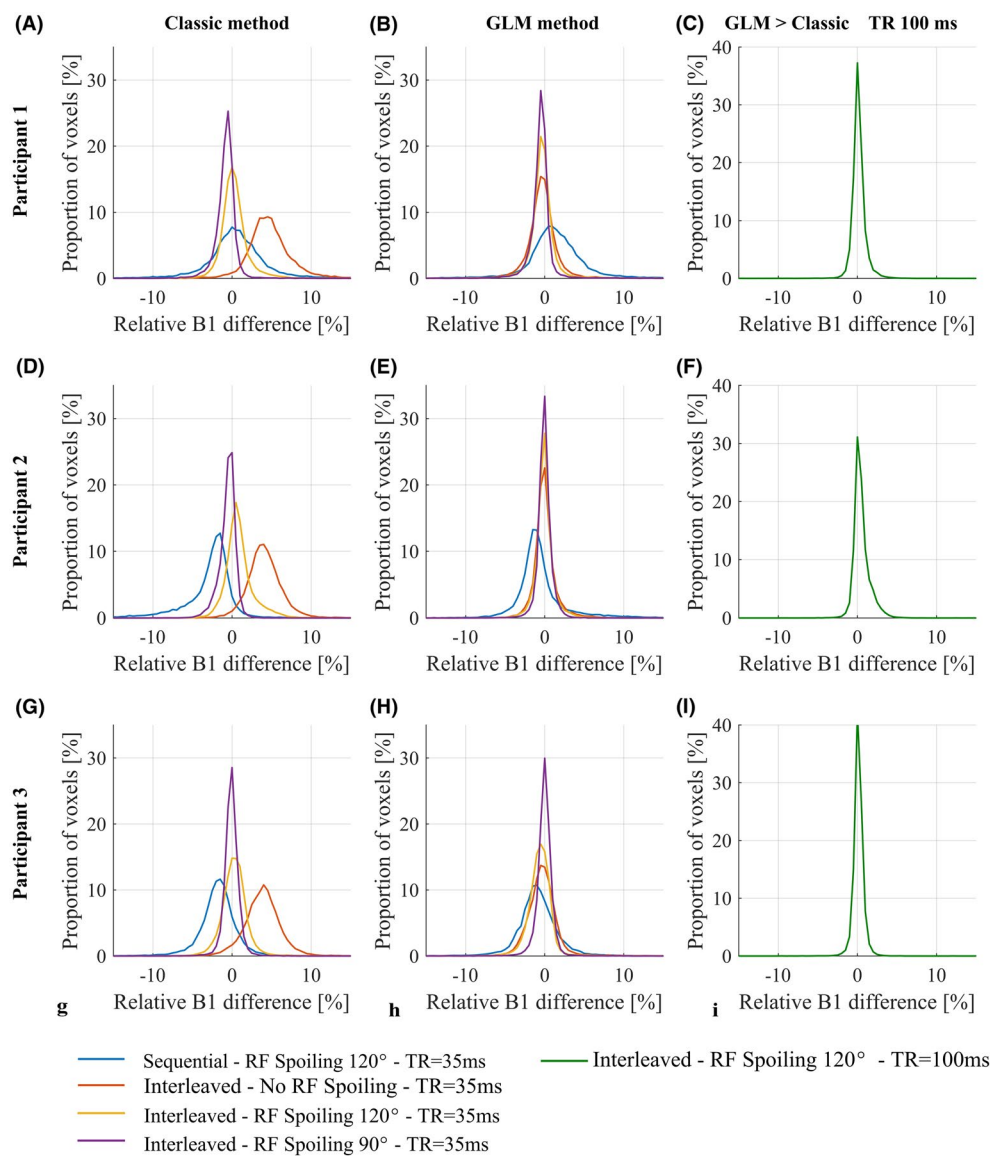 (A) Classic method (B) GLM method (C) GLM > Classic TR 100 ms
Participant 1
Proportion of voxels [%]
30
20
10
0
-10 0 10
Relative B1 difference [%]
Proportion of voxels [%]
30
20
10
0
-10 0 10
Relative B1 difference [%]
Proportion of voxels [%]
40
30
20
10
0
-10 0 10
Relative B1 difference [%]
(D) (E) (F)
Participant 2
Proportion of voxels [%]
30
20
10
0
-10 0 10
Relative B1 difference [%]
Proportion of voxels [%]
30
20
10
0
-10 0 10
Relative B1 difference [%]
Proportion of voxels [%]
40
30
20
10
0
-10 0 10
Relative B1 difference [%]
(G) (H) (I)
Participant 3
Proportion of voxels [%]
30
20
10
0
-10 0 10
Relative B1 difference [%]
g
Proportion of voxels [%]
30
20
10
0
-10 0 10
Relative B1 difference [%]
h
Proportion of voxels [%]
40
30
20
10
0
-10 0 10
Relative B1 difference [%]
i
Sequential - RF Spoiling 120° - TR=35ms
Interleaved - No RF Spoiling - TR=35ms
Interleaved - RF Spoiling 120° - TR=35ms
Interleaved - RF Spoiling 90° - TR=35ms
Interleaved - RF Spoiling 120° - TR=100ms